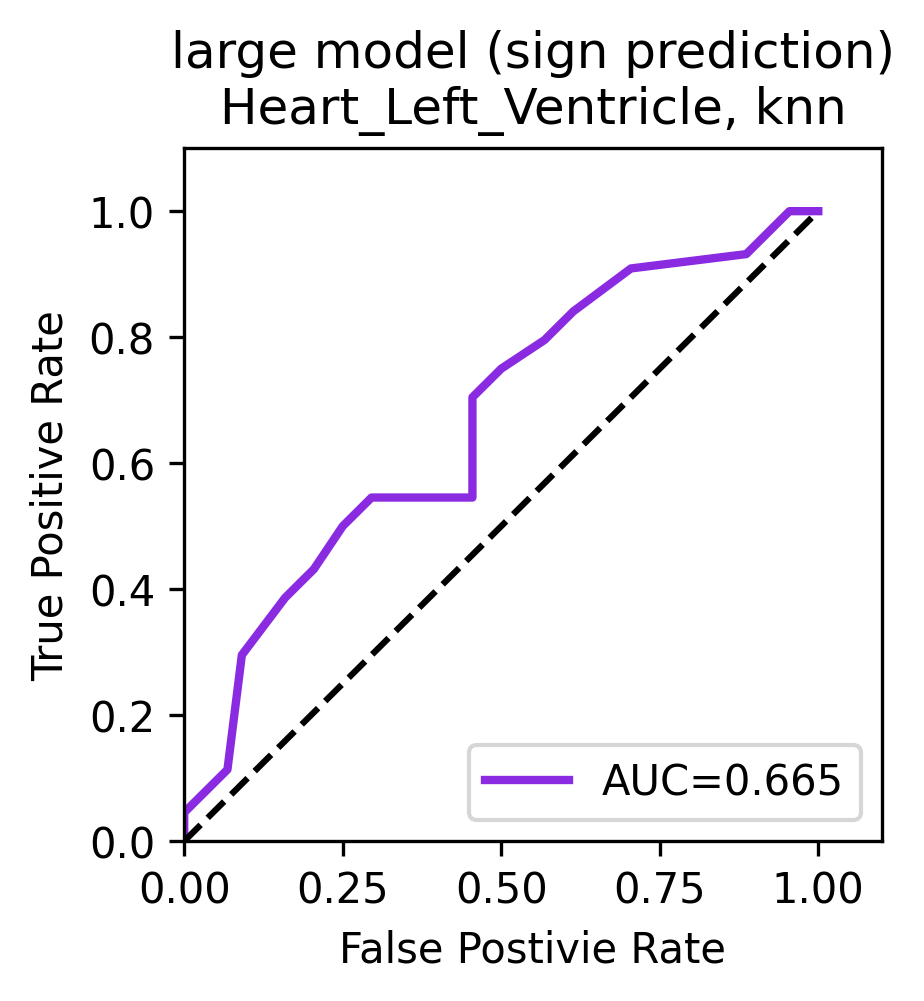 large model (sign prediction)
Heart_Left_Ventricle, knn
True Positive Rate
1.0
0.8
0.6
0.4
0.2
0.0
AUC=0.665
0.00 0.25 0.50 0.75 1.00
False Postivie Rate